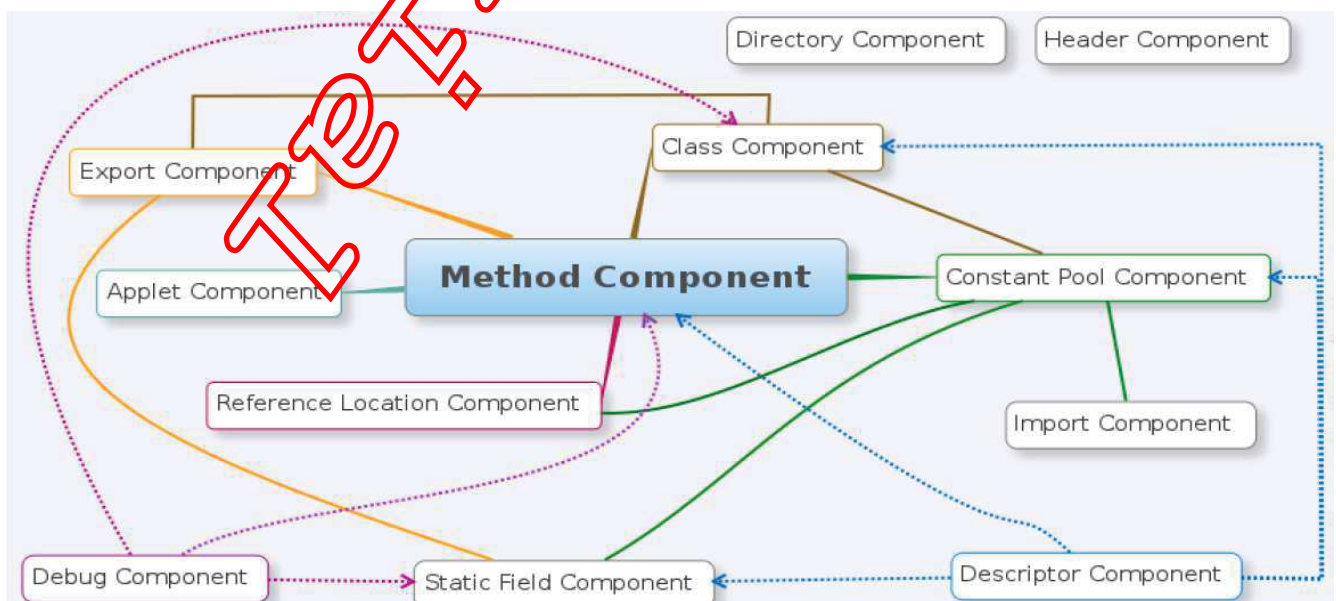 Directory Component
Header Component
Class Component
Export Component
Method Component
Constant Pool Component
Applet Component
Reference Location Component
Import Component
Debug Component
Static Field Component
Descriptor Component